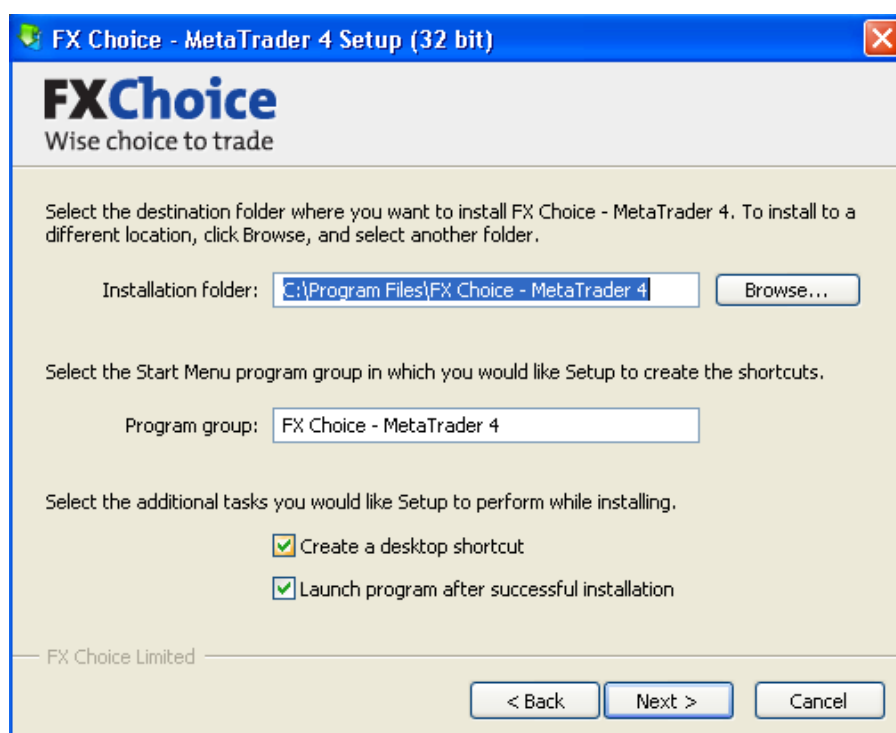 FX Choice - MetaTrader 4 Setup (32 bit)
FXChoice
Wise choice to trade
Select the destination folder where you want to install FX Choice - MetaTrader 4. To install to a
different location, click Browse, and select another folder.
Installation folder: C:\Program Files\FX Choice - MetaTrader 4 Browse...
Select the Start Menu program group in which you would like Setup to create the shortcuts.
Program group: FX Choice - MetaTrader 4
Select the additional tasks you would like Setup to perform while installing.
Create a desktop shortcut
Launch program after successful installation
FX Choice Limited
< Back Next > Cancel